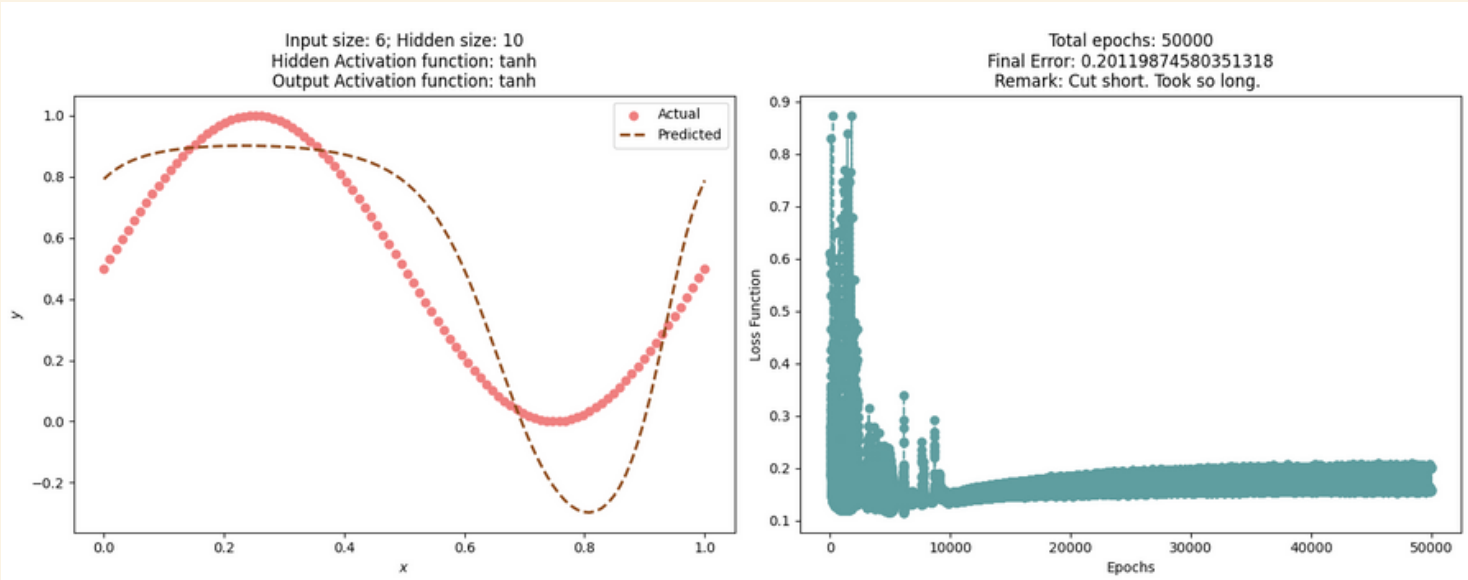 Input size: 6; Hidden size: 10
Hidden Activation function: tanh
Output Activation function: tanh
Actual
Predicted
1.0
0.8
0.6
0.4
0.2
0.0
−0.2
y
0.0
0.2
0.4
0.6
0.8
1.0
x
Total epochs: 50000
Final Error: 0.20119874580351318
Remark: Cut short. Took so long.
0.9
0.8
0.7
0.6
0.5
0.4
0.3
0.2
0.1
Loss Function
0
10000
20000
30000
40000
50000
Epochs